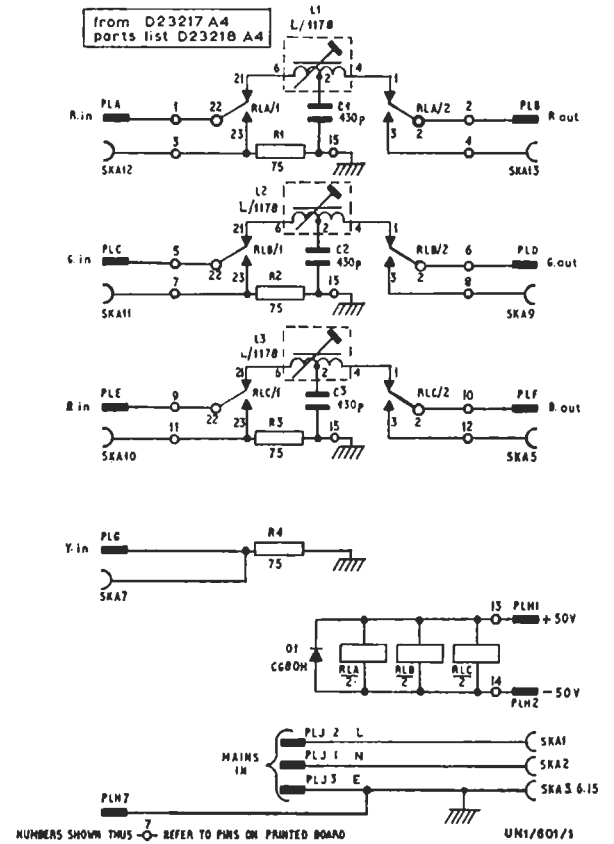 from D23217 A4
parts list D23218 A4
L1
L/1178
6 2 4
21 1
R.in PLA 1 22 RLA/1 C1 430p RLA/2 2 PLB R out
23 R1 15 3 2
3 4
SKA12 75 SKA13
L2
L/1178
21 6 2 4 1
G.in PLC 5 22 RLB/1 C2 430p RLB/2 6 PLD G.out
23 R2 15 3 2
7 8
SKA11 75 SKA9
L3
L/1178
21 6 2 4 1
B in PLE 9 22 RLC/1 C3 430p RLC/2 10 PLF B.out
23 R3 15 3 2
11 12
SKA10 75 SKA5
Y-in PLG R4
75
SKA7
13 PLH1 +50V
D1
CG80H
RLA/2 RLB/2 RLC/2
14 -50V
PLH2
MAINS IN
PLJ 2 L SKA1
PLJ 1 N SKA2
PLJ 3 E SKA 3. 6.15
PLH7
NUMBERS SHOWN THUS -7- REFER TO PINS ON PRINTED BOARD
UN1/601/1